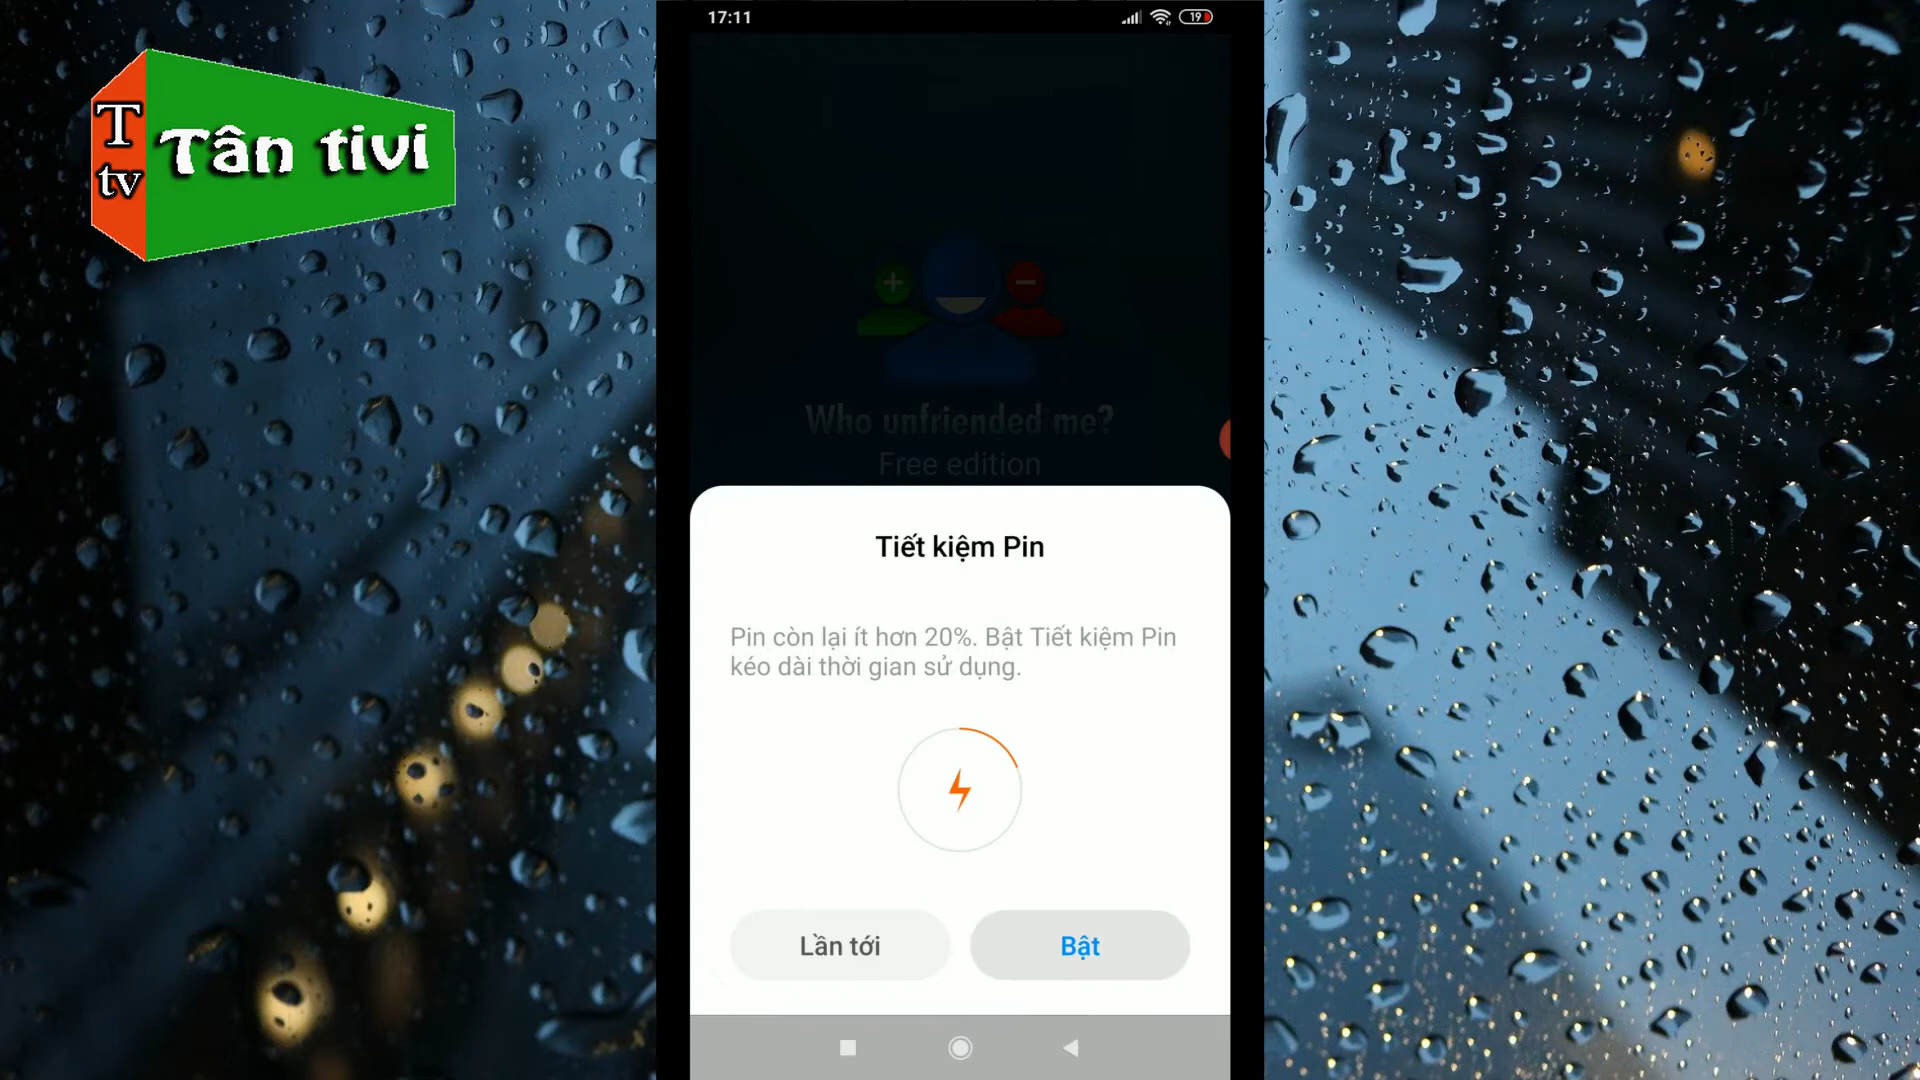 17:11
19
T
tv
Tân tivi
Who unfriended me?
Free edition
Tiết kiệm Pin
Pin còn lại ít hơn 20%. Bật Tiết kiệm Pin
kéo dài thời gian sử dụng.
Lần tới
Bật